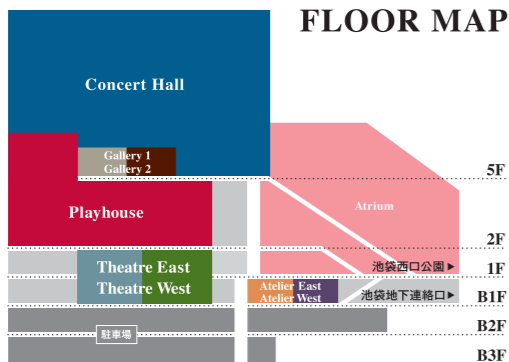 FLOOR MAP
Concert Hall
Gallery 1
Gallery 2
5F
Playhouse
Atrium
2F
Theatre East
Theatre West
池袋西口公園▶
1F
Atelier East
Atelier West
池袋地下連絡口▶
B1F
駐車場
B2F
B3F